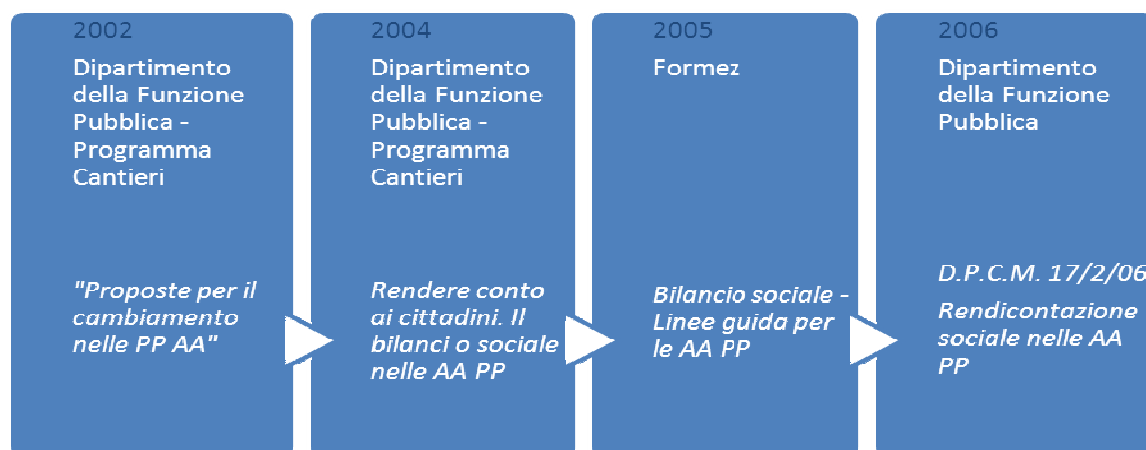 2002
Dipartimento
della Funzione
Pubblica -
Programma
Cantieri
"Proposte per il
cambiamento
nelle PP AA"
2004
Dipartimento
della Funzione
Pubblica -
Programma
Cantieri
Rendere conto
ai cittadini. Il
bilanci o sociale
nelle AA PP
2005
Formez
Bilancio sociale -
Linee guida per
le AA PP
2006
Dipartimento
della Funzione
Pubblica
D.P.C.M. 17/2/06
Rendicontazione
sociale nelle AA
PP